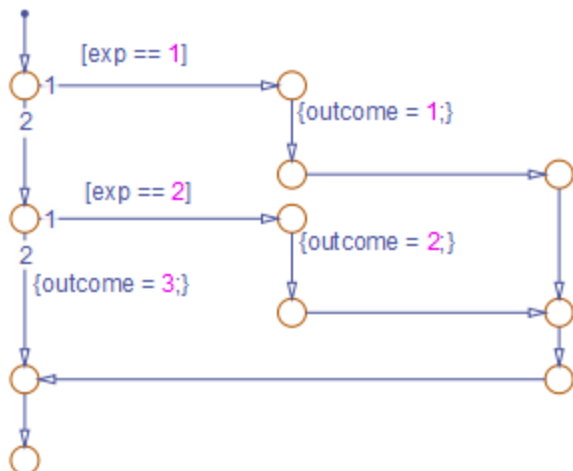 [exp == 1]
1
{outcome = 1;}
2
[exp == 2]
1
{outcome = 2;}
2
{outcome = 3;}